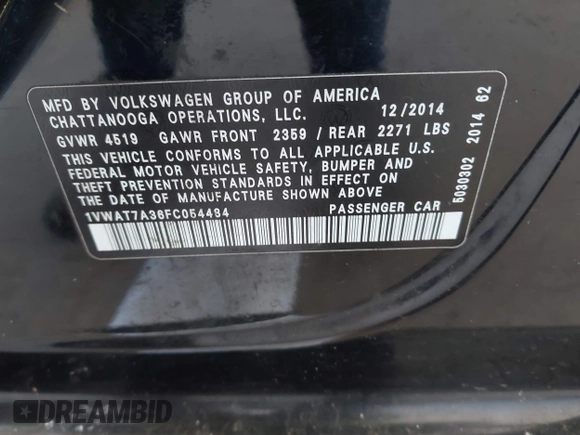 MFD BY VOLKSWAGEN GROUP OF AMERICA
CHATTANOOGA OPERATIONS, LLC. 12/2014
GVWR 4519 GAWR FRONT 2359 / REAR 2271 LBS
THIS VEHICLE CONFORMS TO ALL APPLICABLE U.S.
FEDERAL MOTOR VEHICLE SAFETY, BUMPER AND
THEFT PREVENTION STANDARDS IN EFFECT ON
THE DATE OF MANUFACTURE SHOWN ABOVE
1VWAT7A36FC054494 PASSENGER CAR
5030302 2014 62
DREAMBID